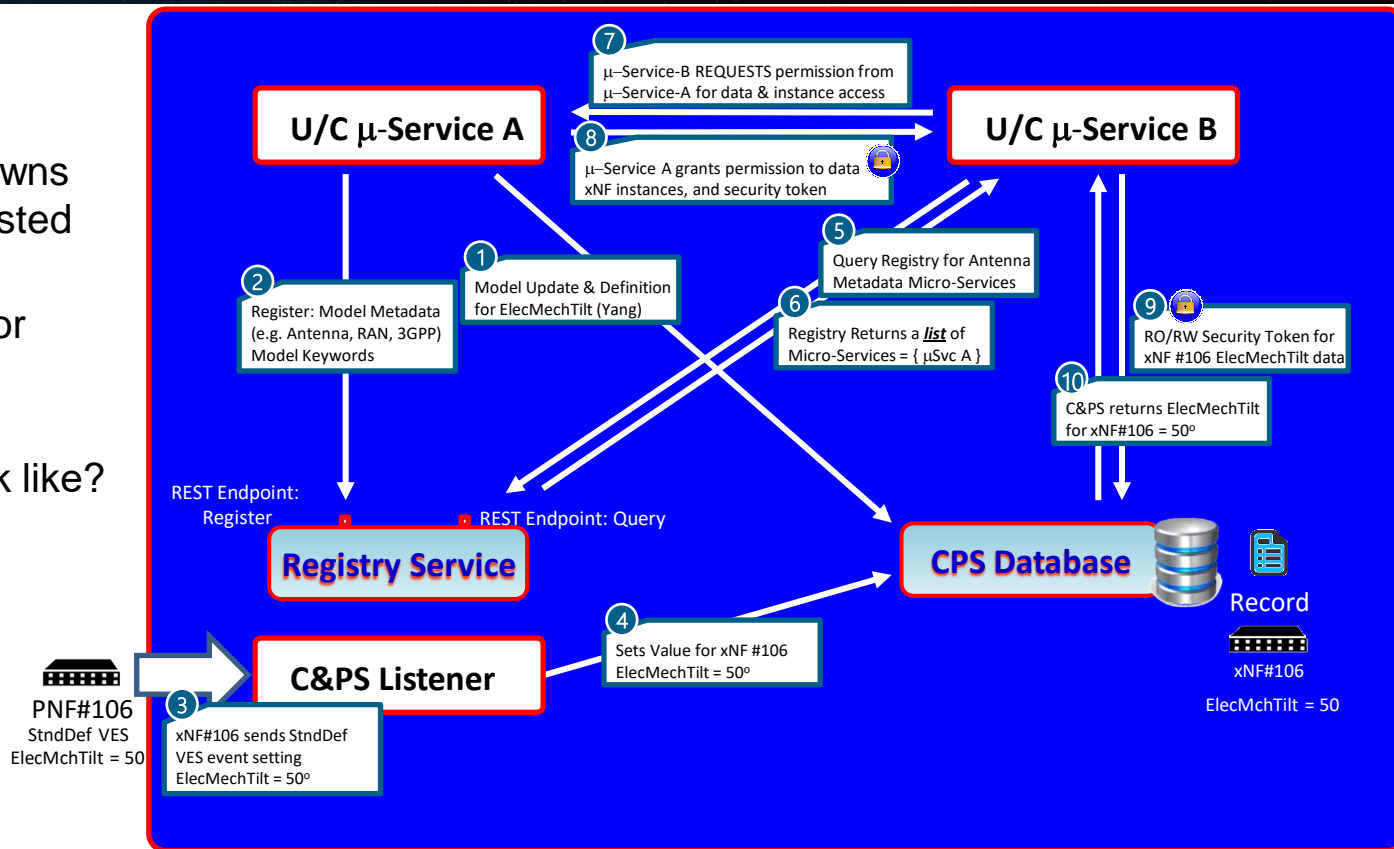 wns
sted
or
k like?
7
μ–Service-B REQUESTS permission from
μ–Service-A for data & instance access
U/C μ-Service A
U/C μ-Service B
8
μ–Service A grants permission to data
xNF instances, and security token
5
Query Registry for Antenna
Metadata Micro-Services
1
Model Update & Definition
for ElecMechTilt (Yang)
2
Register: Model Metadata
(e.g. Antenna, RAN, 3GPP)
Model Keywords
6
Registry Returns a list of
Micro-Services = { μSvc A }
9
RO/RW Security Token for
xNF #106 ElecMechTilt data
10
C&PS returns ElecMechTilt
for xNF#106 = 50º
REST Endpoint:
Register
REST Endpoint: Query
Registry Service
CPS Database
Record
xNF#106
ElecMchTilt = 50
4
Sets Value for xNF #106
ElecMechTilt = 50º
C&PS Listener
PNF#106
StndDef VES
ElecMchTilt = 50
3
xNF#106 sends StndDef
VES event setting
ElecMechTilt = 50º